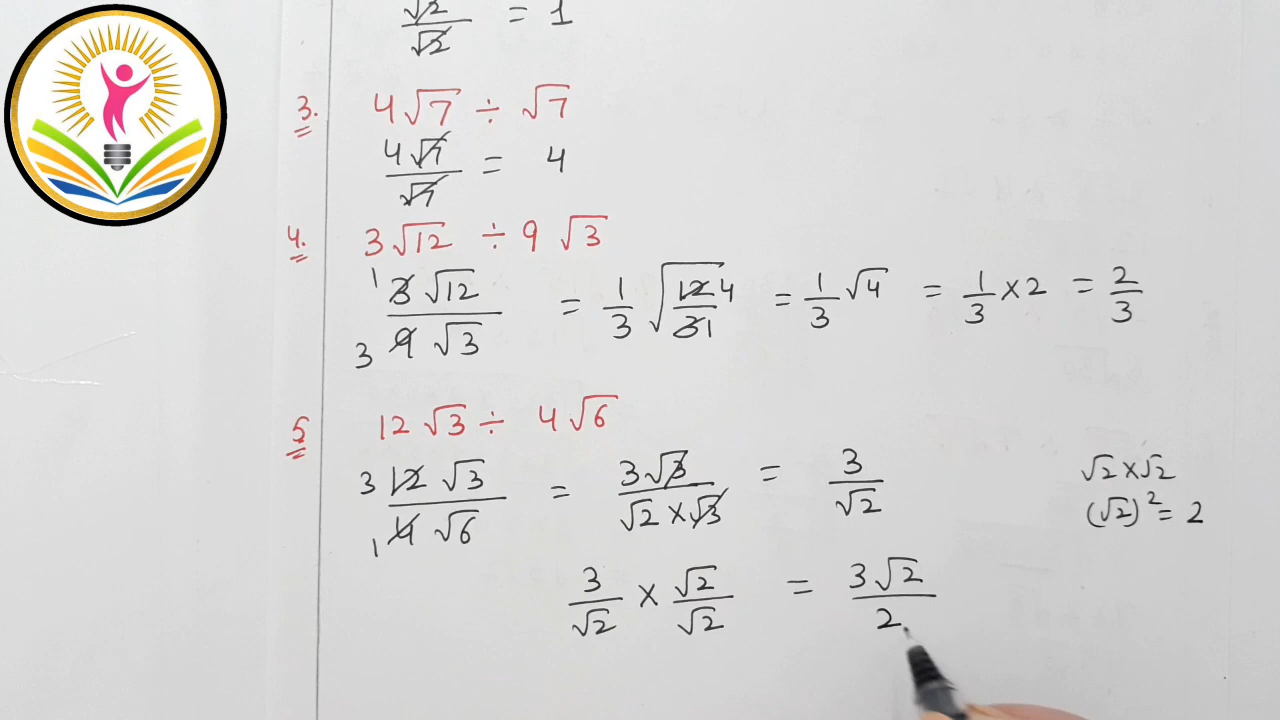 √2/√2 = 1
3. 4√7 ÷ √7
4√7/√7 = 4
4. 3√12 ÷ 9√3
1 3√12 / 3 9√3 = 1/3 √(12 4/3 1) = 1/3 √4 = 1/3 × 2 = 2/3
5 12√3 ÷ 4√6
3 12√3 / 1 4√6 = 3√3/(√2 × √3) = 3/√2
√2 × √2
(√2)² = 2
3/√2 × √2/√2 = 3√2/2